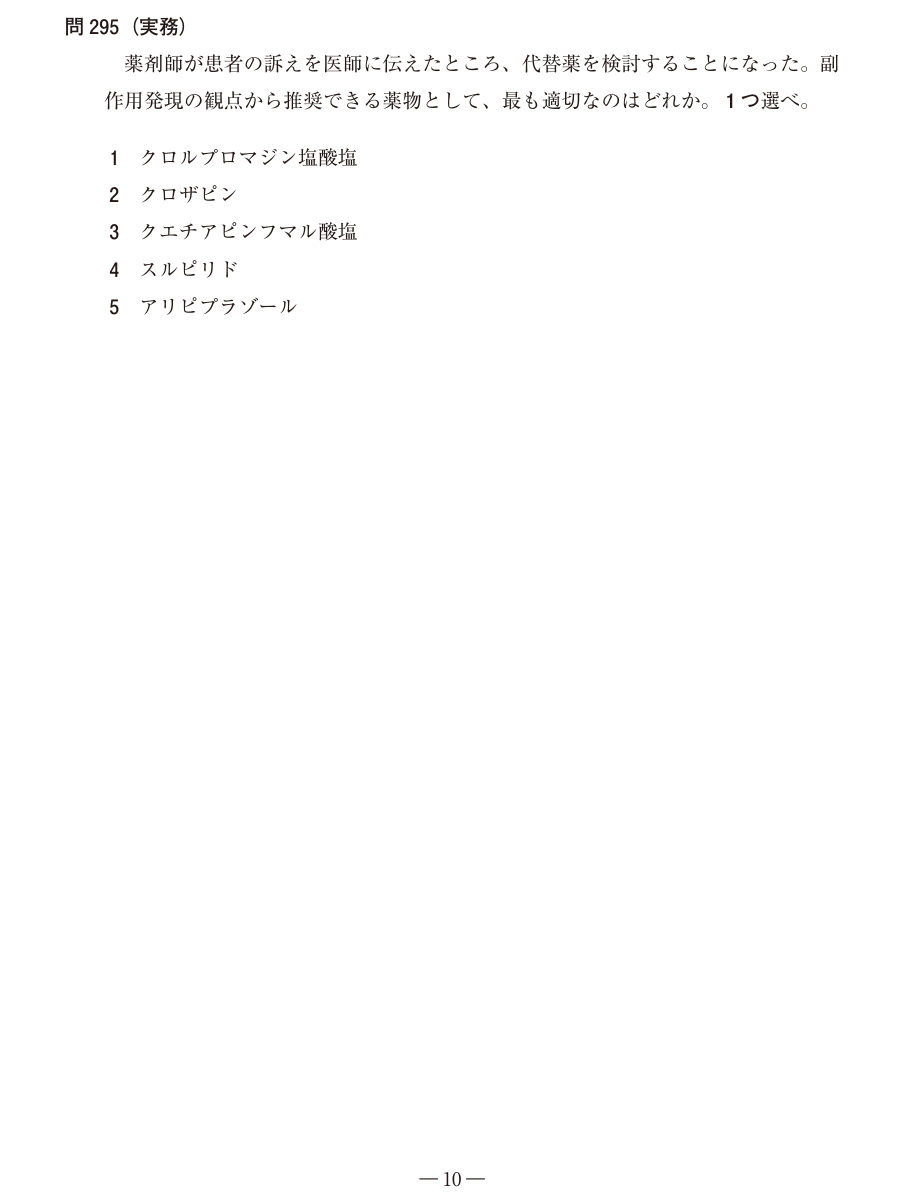 問 295（実務）
薬剤師が患者の訴えを医師に伝えたところ、代替薬を検討することになった。副
作用発現の観点から推奨できる薬物として、最も適切なのはどれか。1つ選べ。
1 クロルプロマジン塩酸塩
2 クロザピン
3 クエチアピンフマル酸塩
4 スルピリド
5 アリピプラゾール
— 10 —